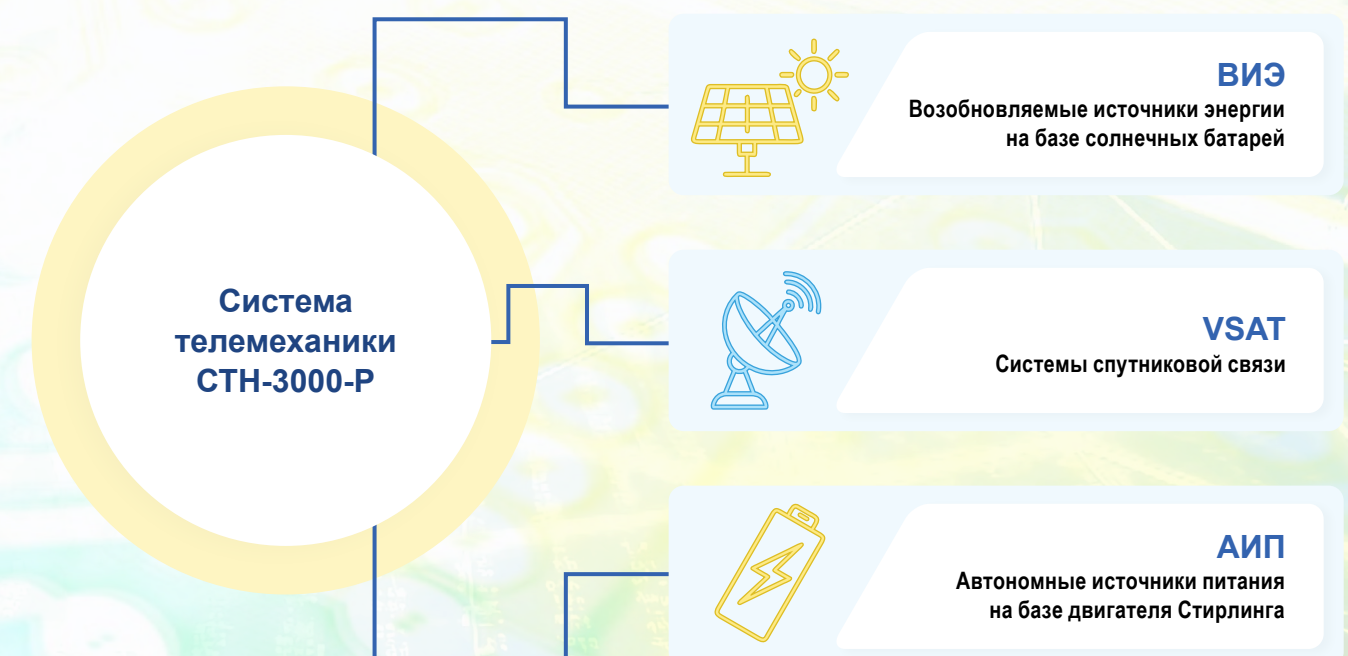 Система
телемеханики
СТН-3000-Р
ВИЭ
Возобновляемые источники энергии
на базе солнечных батарей
VSAT
Системы спутниковой связи
АИП
Автономные источники питания
на базе двигателя Стирлинга